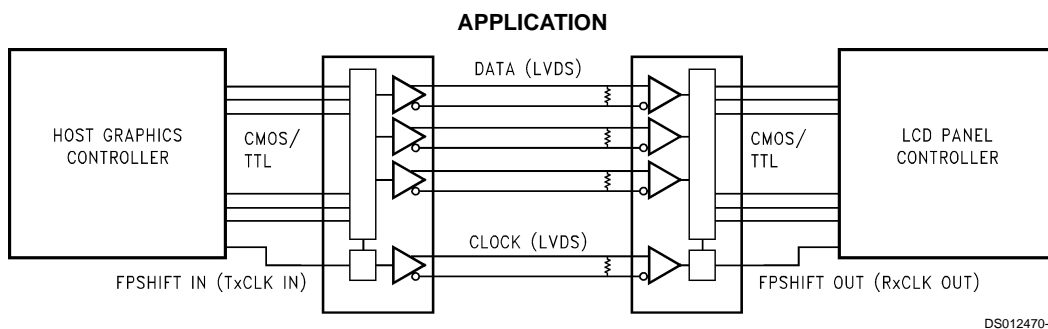 APPLICATION
DATA (LVDS)
HOST GRAPHICS
CONTROLLER
CMOS/
TTL
CMOS/
TTL
LCD PANEL
CONTROLLER
CLOCK (LVDS)
FPSHIFT IN (TxCLK IN)
FPSHIFT OUT (RxCLK OUT)
DS012470-